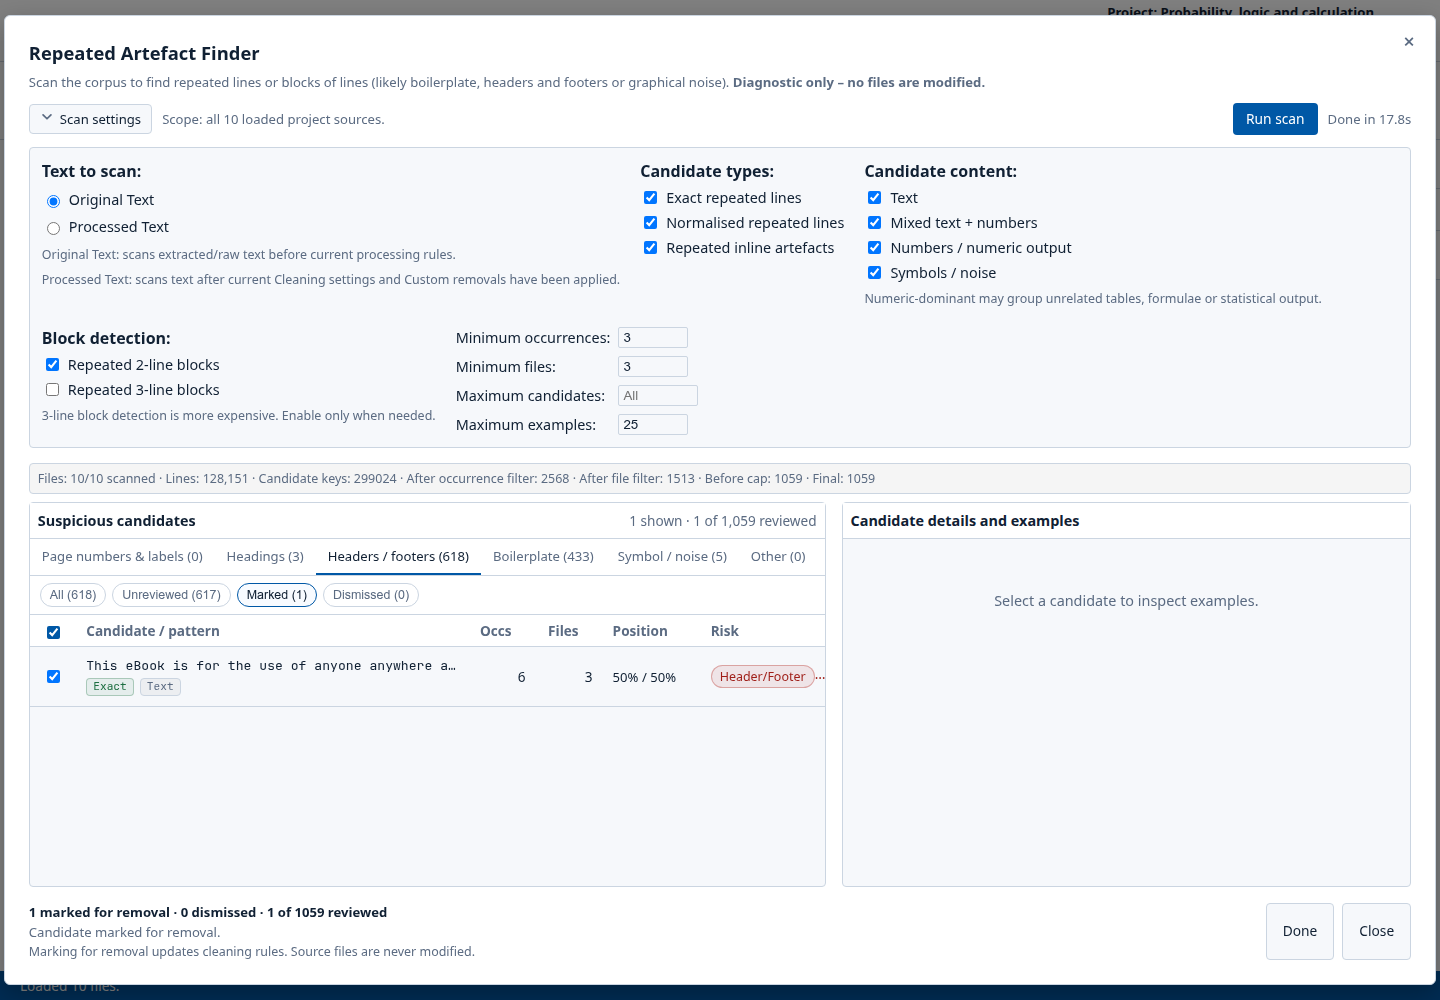 Project: Probability, logic and calculation
Repeated Artefact Finder
×
Scan the corpus to find repeated lines or blocks of lines (likely boilerplate, headers and footers or graphical noise). Diagnostic only – no files are modified.
Scan settings
Scope: all 10 loaded project sources.
Run scan
Done in 17.8s
Text to scan:
Original Text
Processed Text
Original Text: scans extracted/raw text before current processing rules.
Processed Text: scans text after current Cleaning settings and Custom removals have been applied.
Candidate types:
Exact repeated lines
Normalised repeated lines
Repeated inline artefacts
Candidate content:
Text
Mixed text + numbers
Numbers / numeric output
Symbols / noise
Numeric-dominant may group unrelated tables, formulae or statistical output.
Block detection:
Repeated 2-line blocks
Repeated 3-line blocks
3-line block detection is more expensive. Enable only when needed.
Minimum occurrences: 3
Minimum files: 3
Maximum candidates: All
Maximum examples: 25
Files: 10/10 scanned · Lines: 128,151 · Candidate keys: 299024 · After occurrence filter: 2568 · After file filter: 1513 · Before cap: 1059 · Final: 1059
Suspicious candidates
1 shown · 1 of 1,059 reviewed
Page numbers & labels (0) Headings (3) Headers / footers (618) Boilerplate (433) Symbol / noise (5) Other (0)
All (618) Unreviewed (617) Marked (1) Dismissed (0)
Candidate / pattern Occs Files Position Risk
This eBook is for the use of anyone anywhere a…
6 3 50% / 50% Header/Footer …
Exact Text
Candidate details and examples
Select a candidate to inspect examples.
1 marked for removal · 0 dismissed · 1 of 1059 reviewed
Candidate marked for removal.
Marking for removal updates cleaning rules. Source files are never modified.
Done
Close
Loaded 10 files.